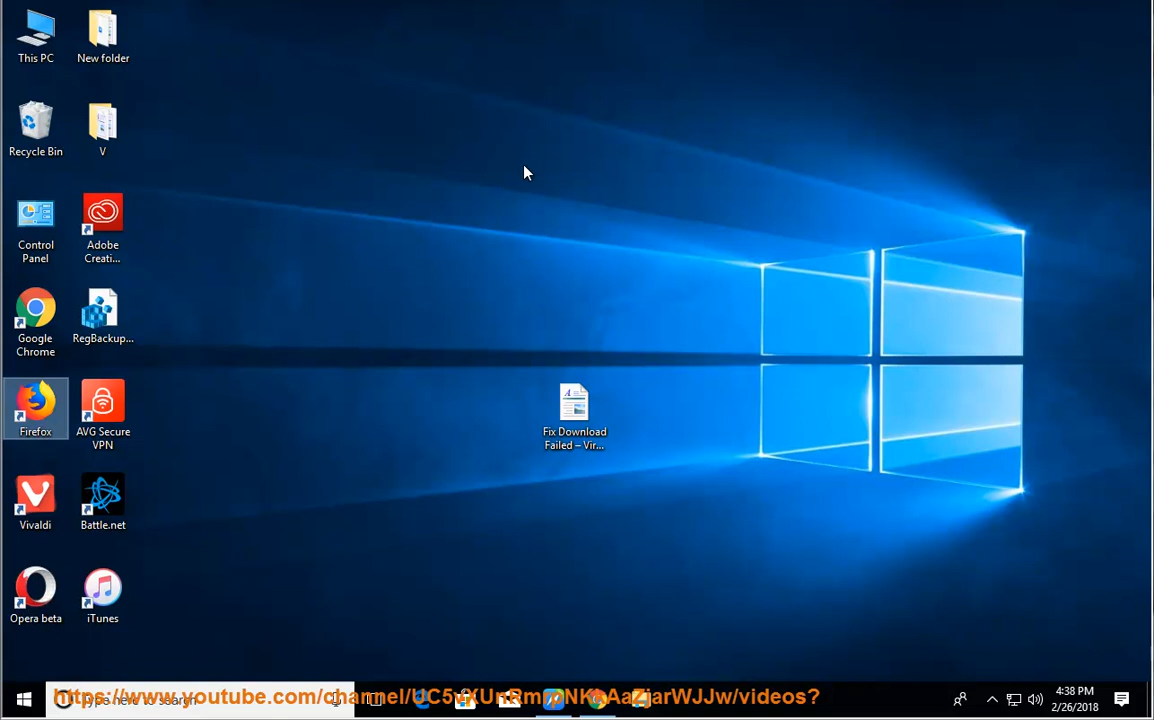 This PC
New folder
Recycle Bin
V
Control
Panel
Adobe
Creati...
Google
Chrome
RegBackup...
Firefox
AVG Secure
VPN
Fix Download
Failed – Vir...
Vivaldi
Battle.net
Opera beta
iTunes
Type here to search
https://www.youtube.com/channel/
/videos?
4:38 PM
2/26/2018